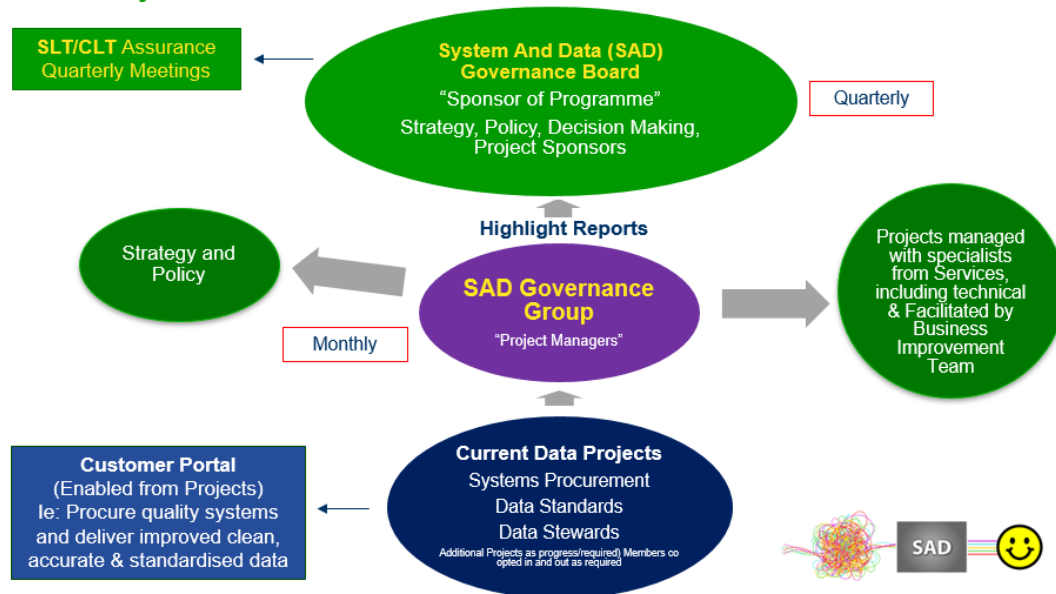 SLT/CLT Assurance
Quarterly Meetings
System And Data (SAD)
Governance Board
“Sponsor of Programme”
Strategy, Policy, Decision Making,
Project Sponsors
Quarterly
Highlight Reports
Strategy and
Policy
SAD Governance
Group
“Project Managers”
Monthly
Projects managed
with specialists
from Services,
including technical
& Facilitated by
Business
Improvement
Team
Customer Portal
(Enabled from Projects)
Ie: Procure quality systems
and deliver improved clean,
accurate & standardised data
Current Data Projects
Systems Procurement
Data Standards
Data Stewards
Additional Projects as progress/required) Members co
opted in and out as required
SAD